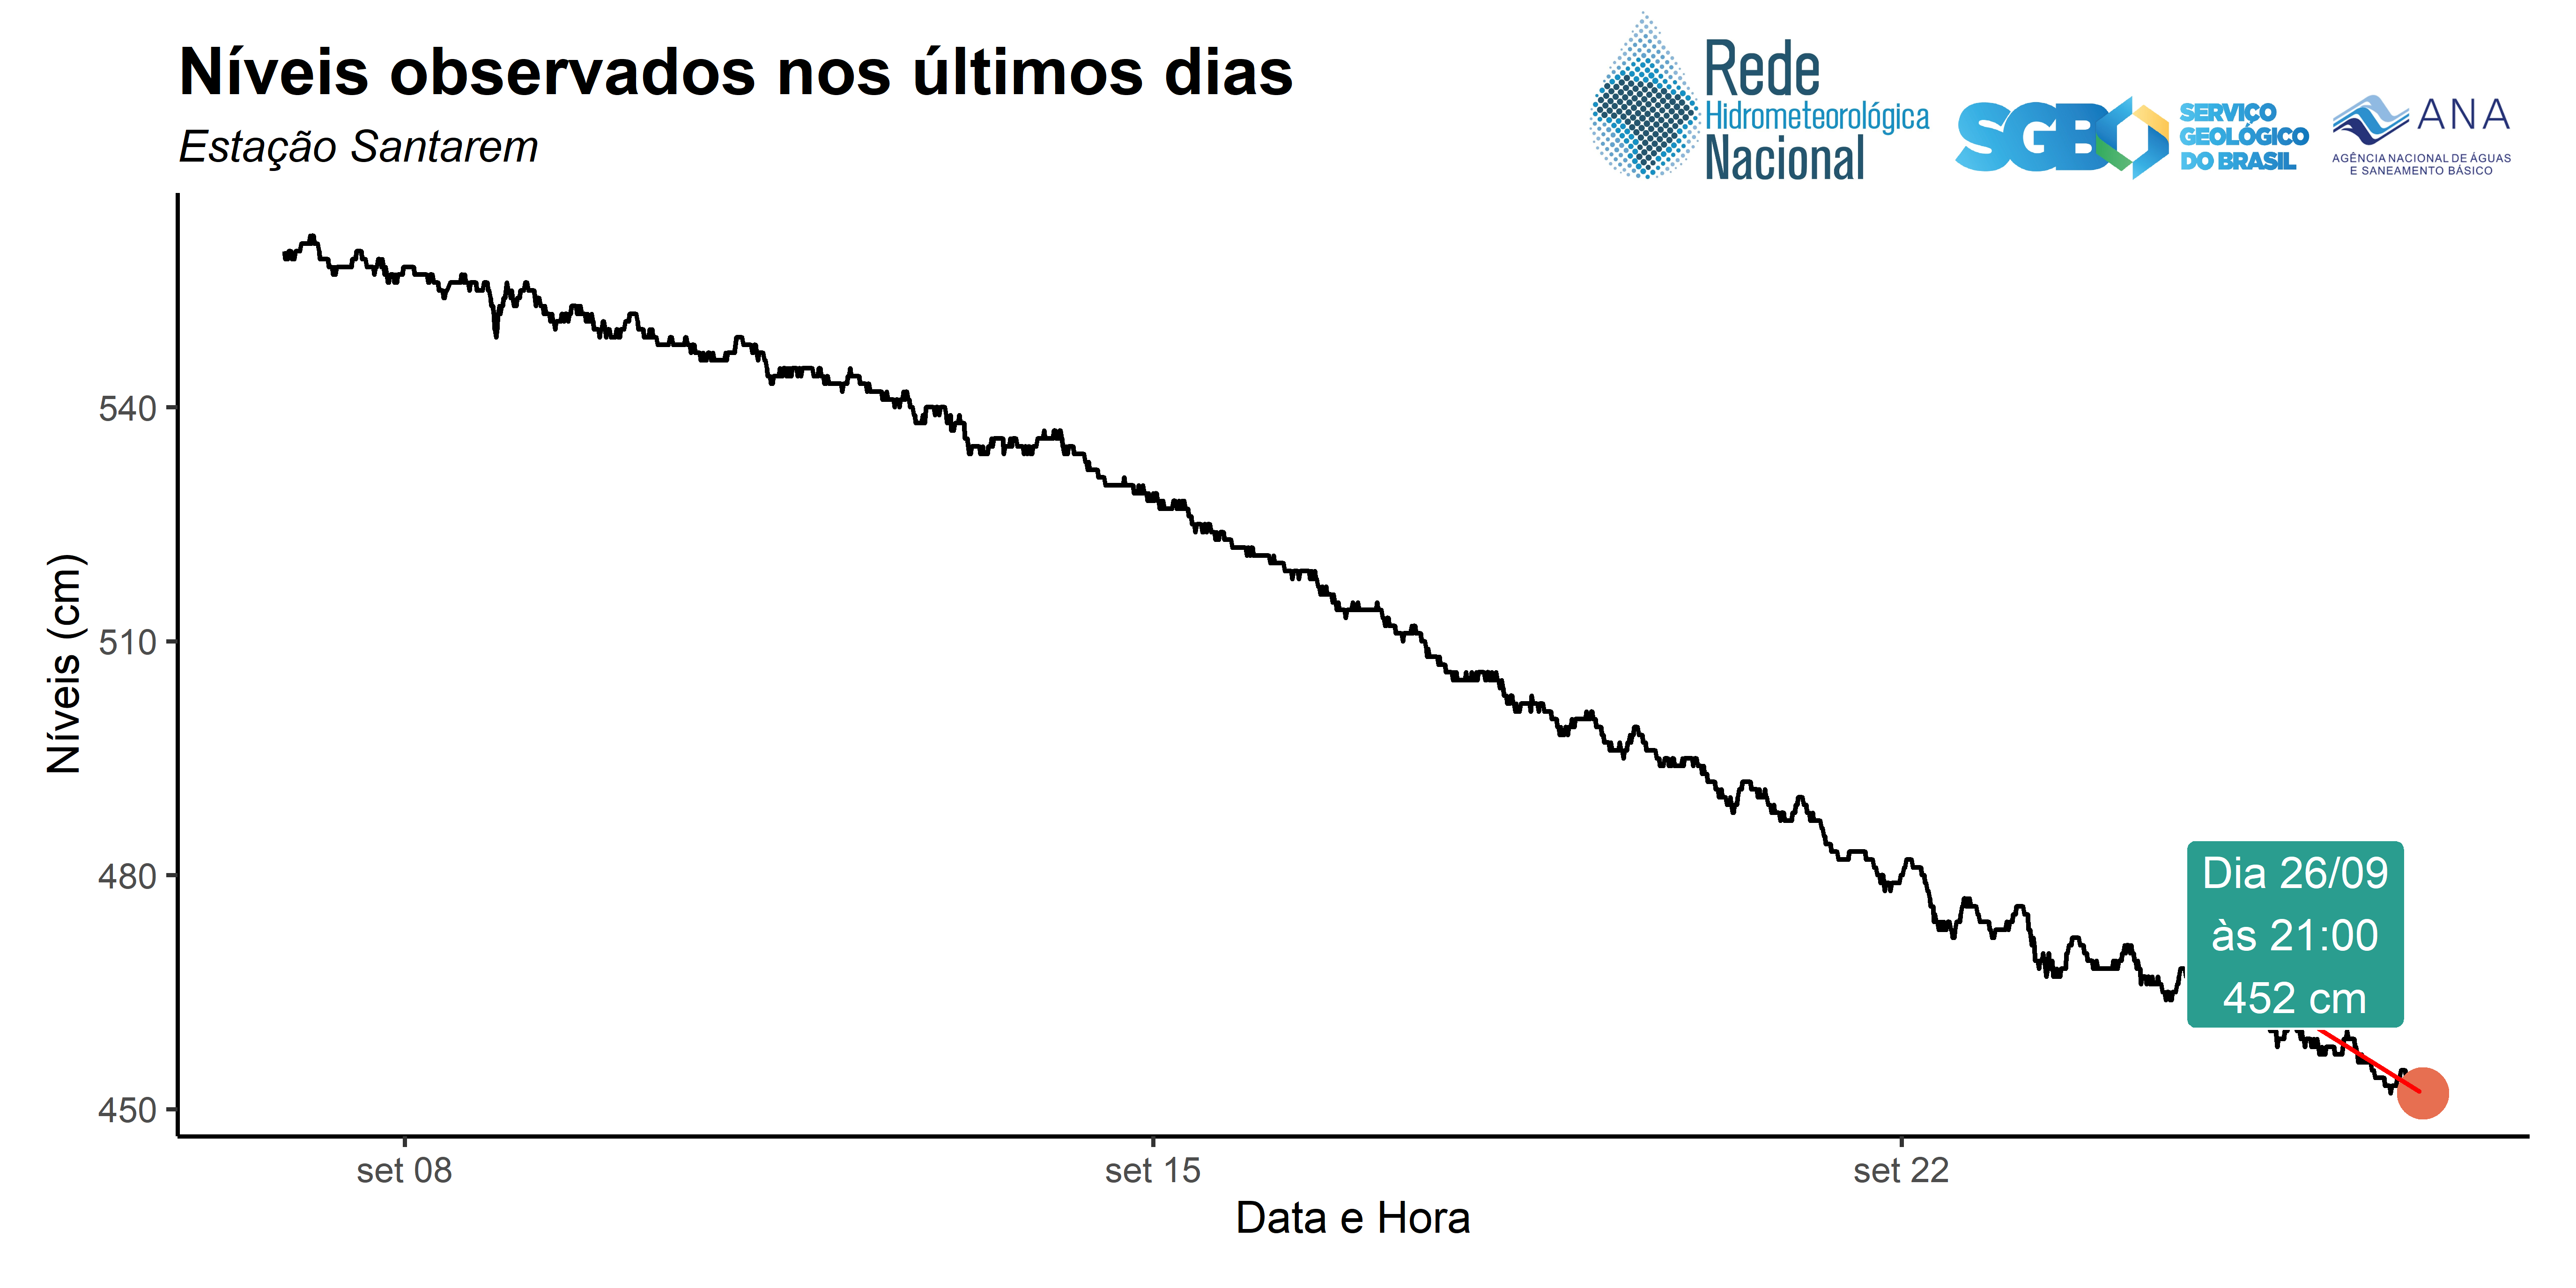 Níveis observados nos últimos dias
Estação Santarem
Rede
Hidrometeorológica
Nacional
SGB
SERVIÇO
GEOLÓGICO
DO BRASIL
ANA
AGÊNCIA NACIONAL DE ÁGUAS
E SANEAMENTO BÁSICO
Níveis (cm)
540
510
480
450
Dia 26/09
às 21:00
452 cm
set 08
set 15
set 22
Data e Hora